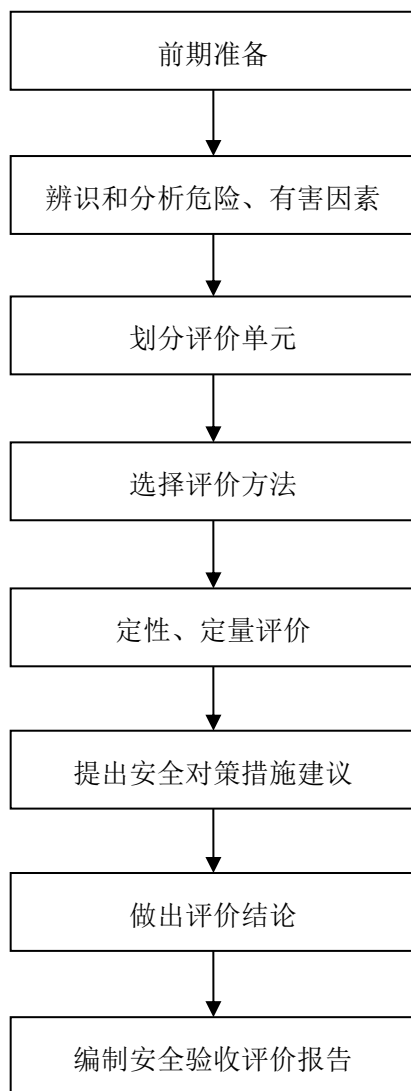 前期准备
辨识和分析危险、有害因素
划分评价单元
选择评价方法
定性、定量评价
提出安全对策措施建议
做出评价结论
编制安全验收评价报告